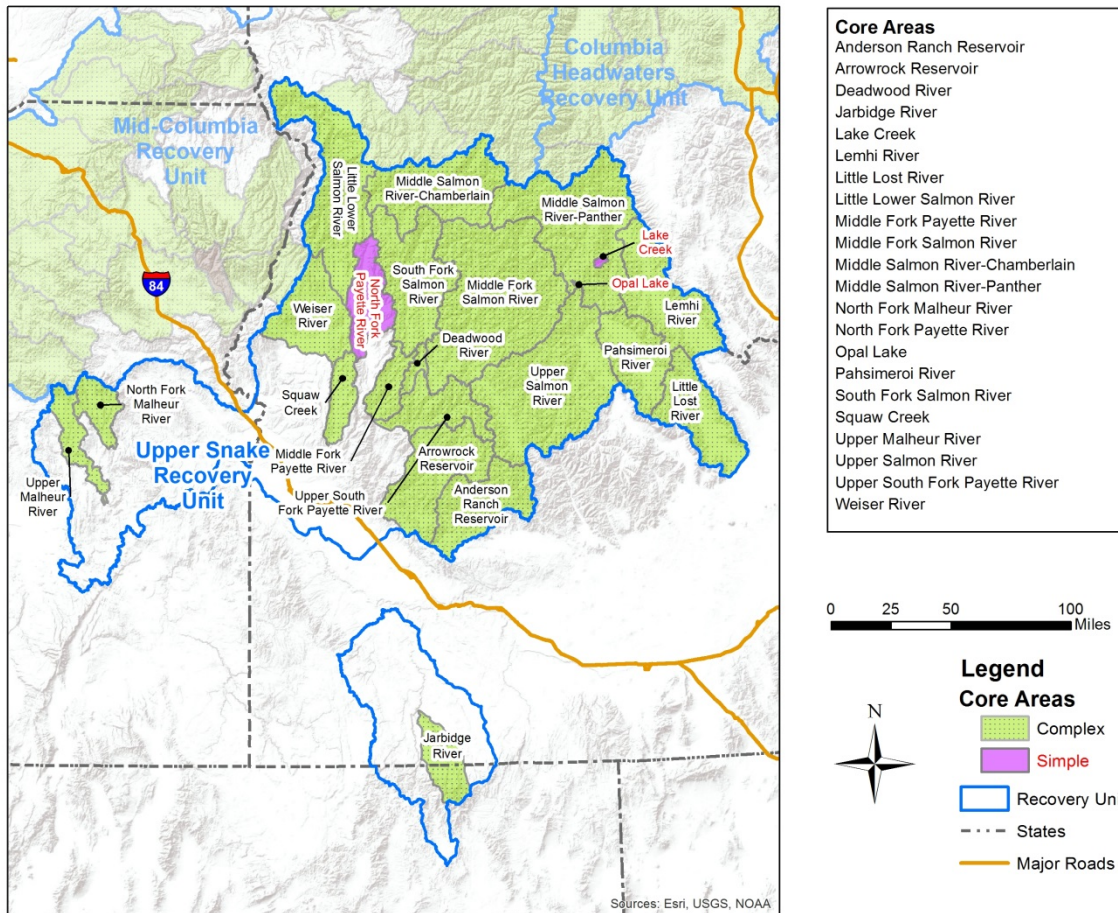 Columbia
Headwaters
Recovery Unit
Mid-Columbia
Recovery
Unit
Little Lower
Salmon River
Middle Salmon
River-Chamberlain
Middle Salmon
River-Panther
Lake
Creek
84
North Fork
Payette River
South Fork
Salmon
River
Middle Fork
Salmon River
Opal Lake
Weiser
River
Lemhi
River
Deadwood
River
Pahsimeroi
River
Upper
Salmon
River
Little
Lost
River
North Fork
Malheur
River
Squaw
Creek
Upper Snake
Recovery
Unit
Middle Fork
Payette River
Arrowrock
Reservoir
Upper
Malheur
River
Upper South
Fork Payette River
Anderson
Ranch
Reservoir
Jarbidge
River
Sources: Esri, USGS, NOAA
Core Areas
Anderson Ranch Reservoir
Arrowrock Reservoir
Deadwood River
Jarbidge River
Lake Creek
Lemhi River
Little Lost River
Little Lower Salmon River
Middle Fork Payette River
Middle Fork Salmon River
Middle Salmon River-Chamberlain
Middle Salmon River-Panther
North Fork Malheur River
North Fork Payette River
Opal Lake
Pahsimeroi River
South Fork Salmon River
Squaw Creek
Upper Malheur River
Upper Salmon River
Upper South Fork Payette River
Weiser River
0 25 50 100
Miles
N
Legend
Core Areas
Complex
Simple
Recovery Un
States
Major Roads